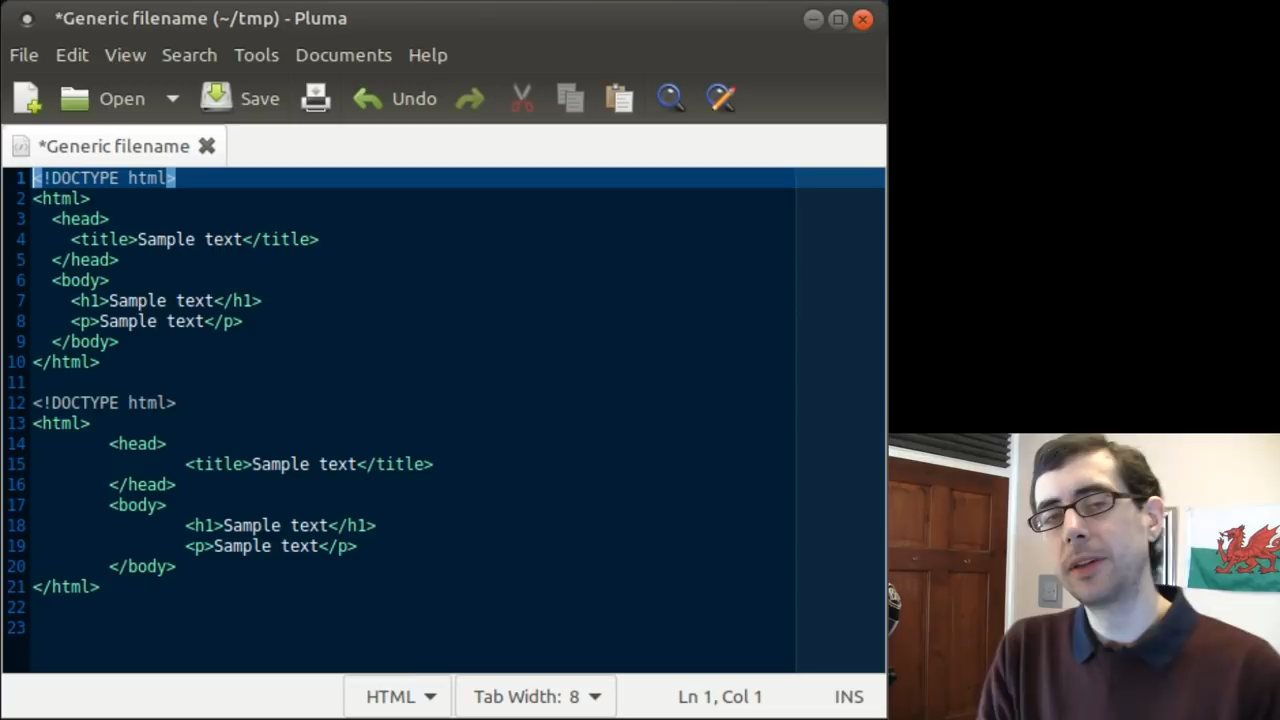 *Generic filename (~/tmp) - Pluma
File Edit View Search Tools Documents Help
Open Save Undo
*Generic filename
1 <!DOCTYPE html>
2 <html>
3   <head>
4     <title>Sample text</title>
5   </head>
6   <body>
7     <h1>Sample text</h1>
8     <p>Sample text</p>
9   </body>
10 </html>
11
12 <!DOCTYPE html>
13 <html>
14         <head>
15                 <title>Sample text</title>
16         </head>
17         <body>
18                 <h1>Sample text</h1>
19                 <p>Sample text</p>
20         </body>
21 </html>
22
23
HTML Tab Width: 8 Ln 1, Col 1 INS